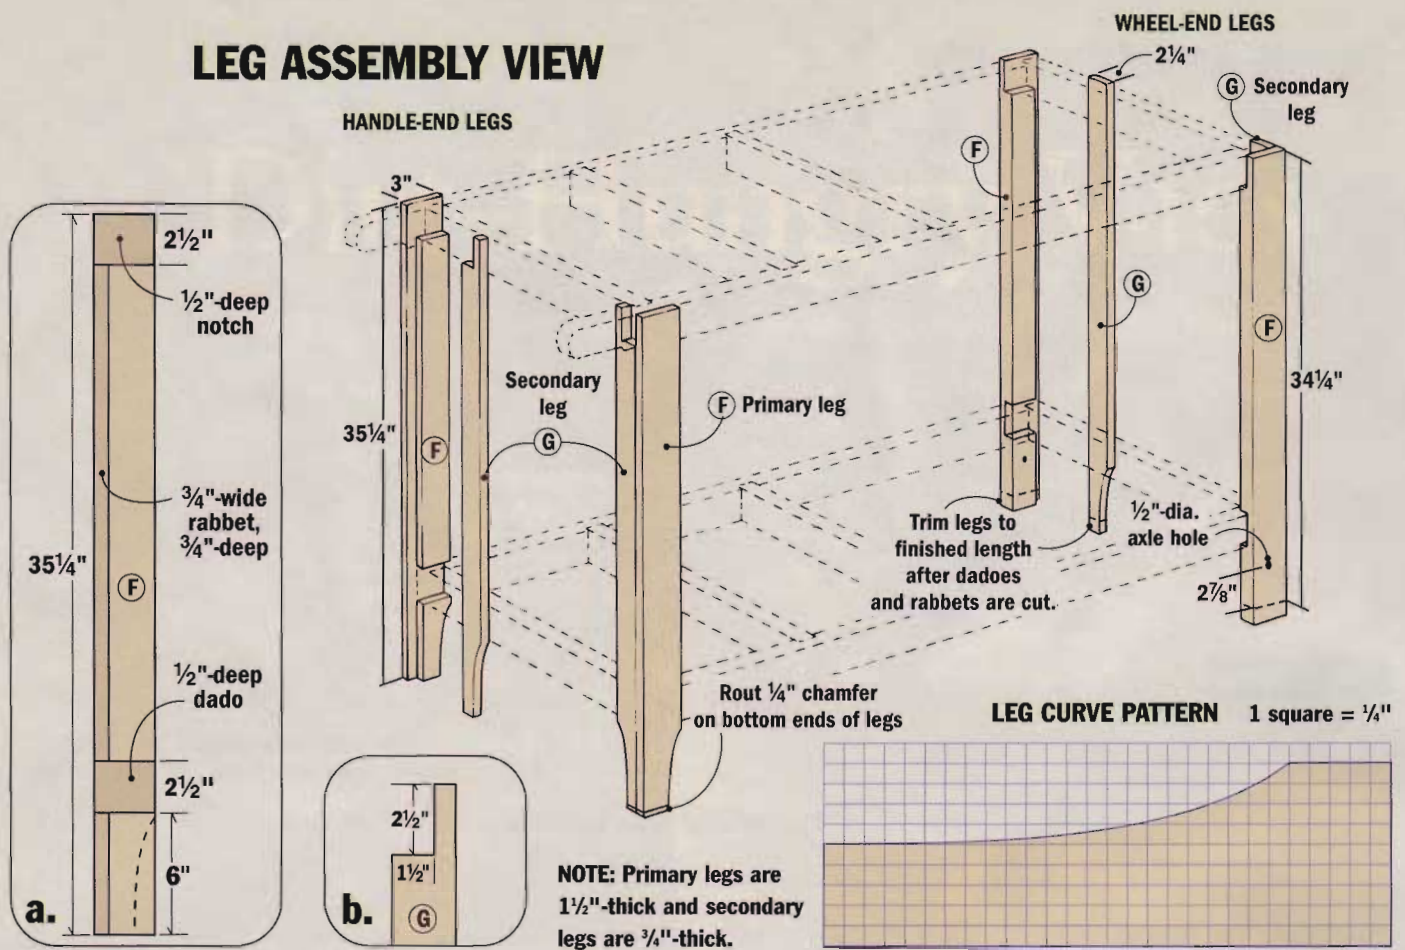 LEG ASSEMBLY VIEW
HANDLE-END LEGS
WHEEL-END LEGS
2¼"
G Secondary
leg
F
3"
35¼"
F
Secondary
leg
G
F Primary leg
G
F
34¼"
Trim legs to
finished length
after dadoes
and rabbets are cut.
½"-dia.
axle hole
2⅞"
Rout ¼" chamfer
on bottom ends of legs
2½"
½"-deep
notch
¾"-wide
rabbet,
¾"-deep
35¼"
F
½"-deep
dado
2½"
6"
a.
2½"
1½"
G
b.
NOTE: Primary legs are
1½"-thick and secondary
legs are ¾"-thick.
LEG CURVE PATTERN 1 square = ¼"